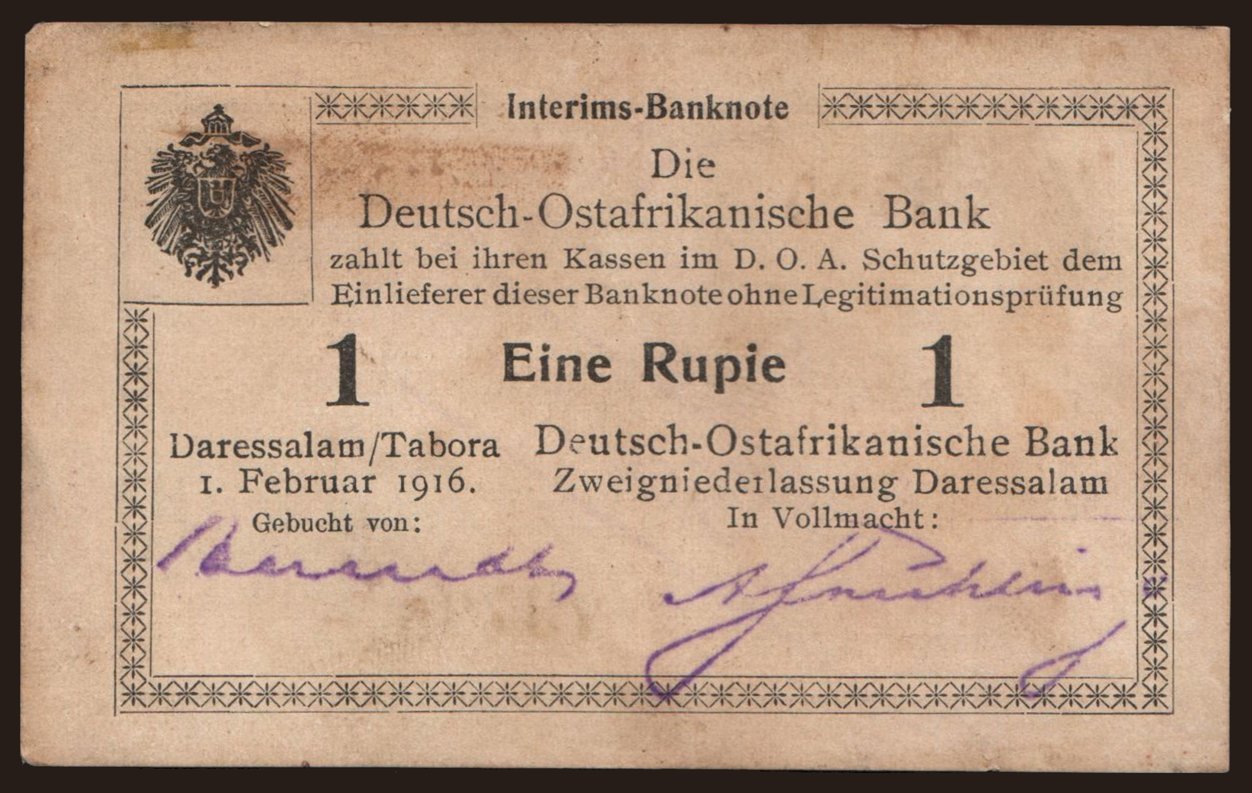 Interims-Banknote
Die
Deutsch-Ostafrikanische Bank
zahlt bei ihren Kassen im D. O. A. Schutzgebiet dem
Einlieferer dieser Banknote ohne Legitimationsprüfung
1 Eine Rupie 1
Daressalam/Tabora
1. Februar 1916.
Gebucht von:
Deutsch-Ostafrikanische Bank
Zweigniederlassung Daressalam
In Vollmacht: